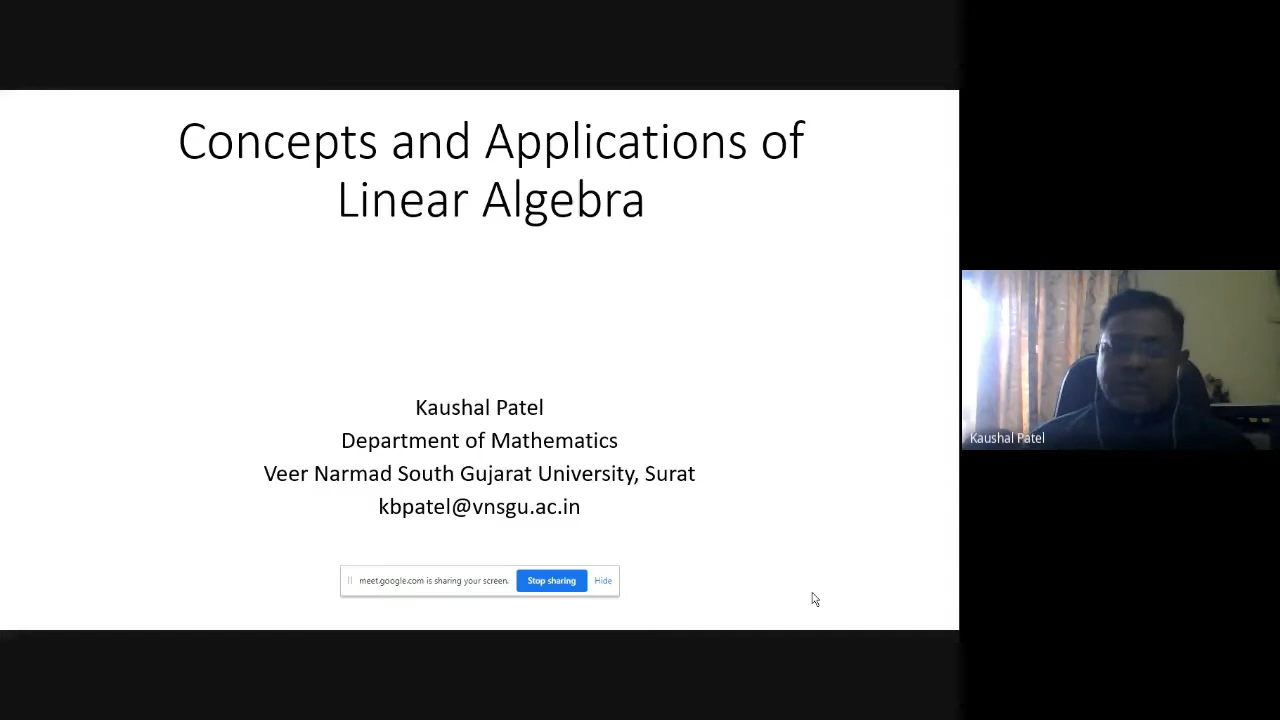 Concepts and Applications of
Linear Algebra
Kaushal Patel
Department of Mathematics
Veer Narmad South Gujarat University, Surat
kbpatel@vnsgu.ac.in
meet.google.com is sharing your screen. Stop sharing Hide
Kaushal Patel